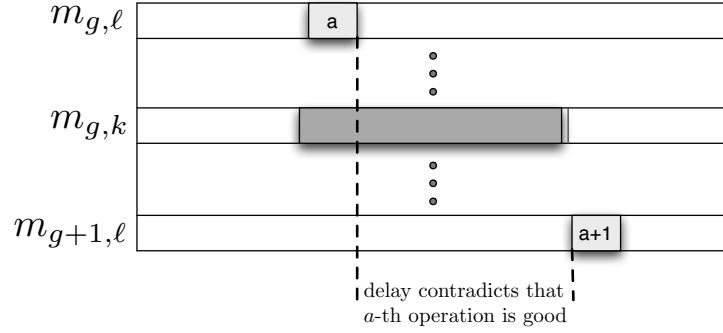 m_{g,ℓ}
a
m_{g,k}
m_{g+1,ℓ}
a+1
delay contradicts that
a-th operation is good